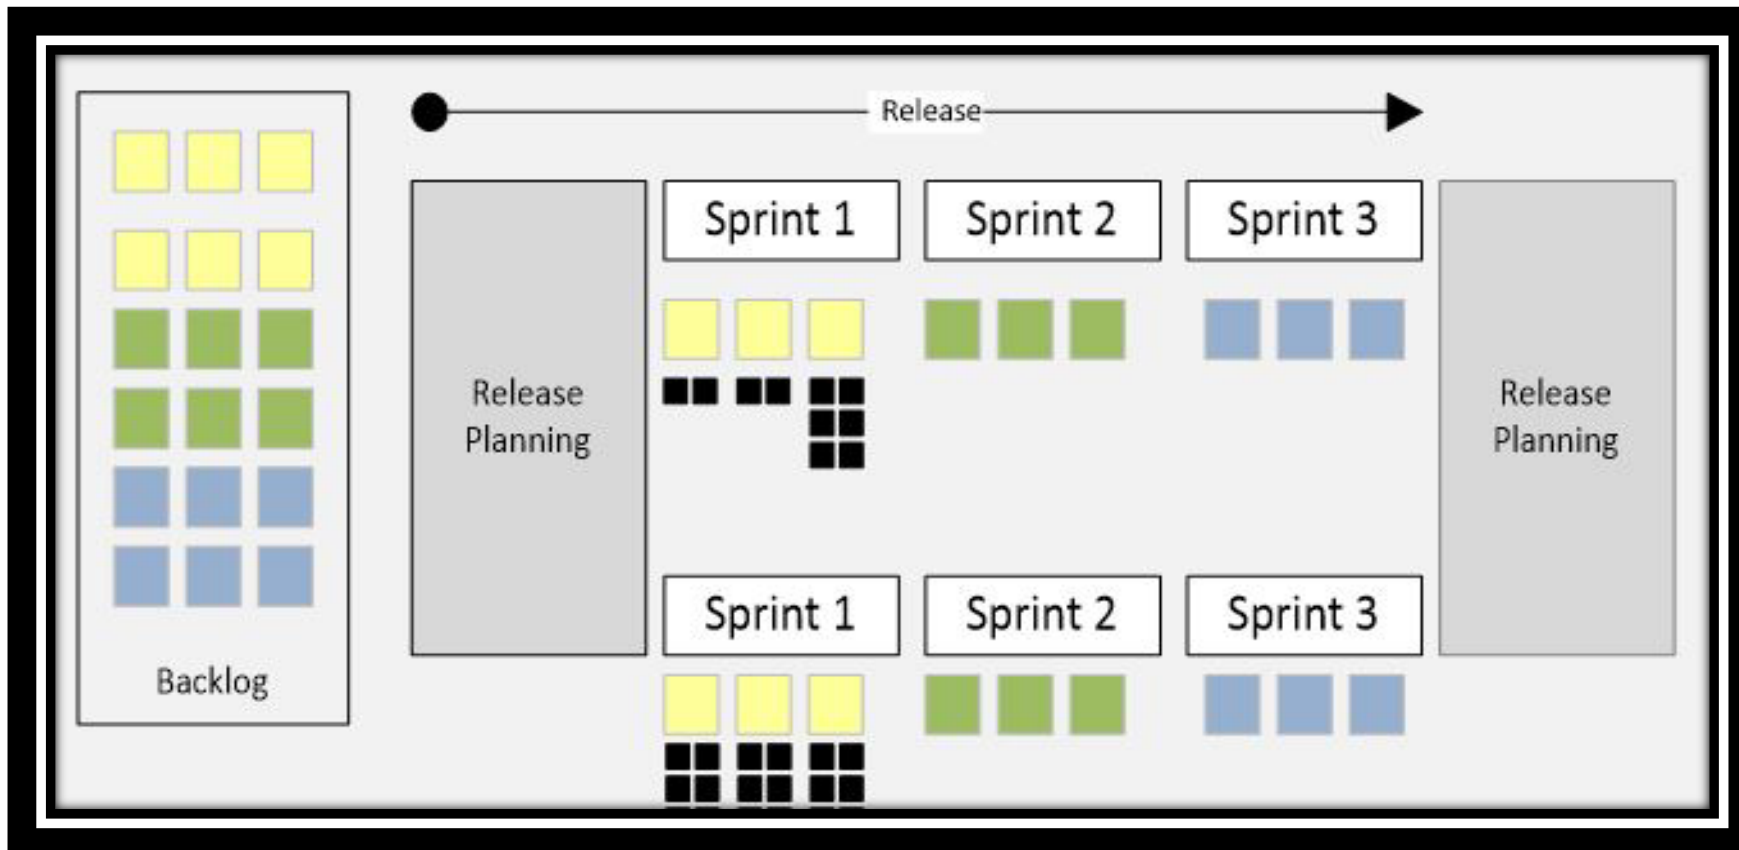 Release
Sprint 1
Sprint 2
Sprint 3
Release
Planning
Release
Planning
Sprint 1
Sprint 2
Sprint 3
Backlog